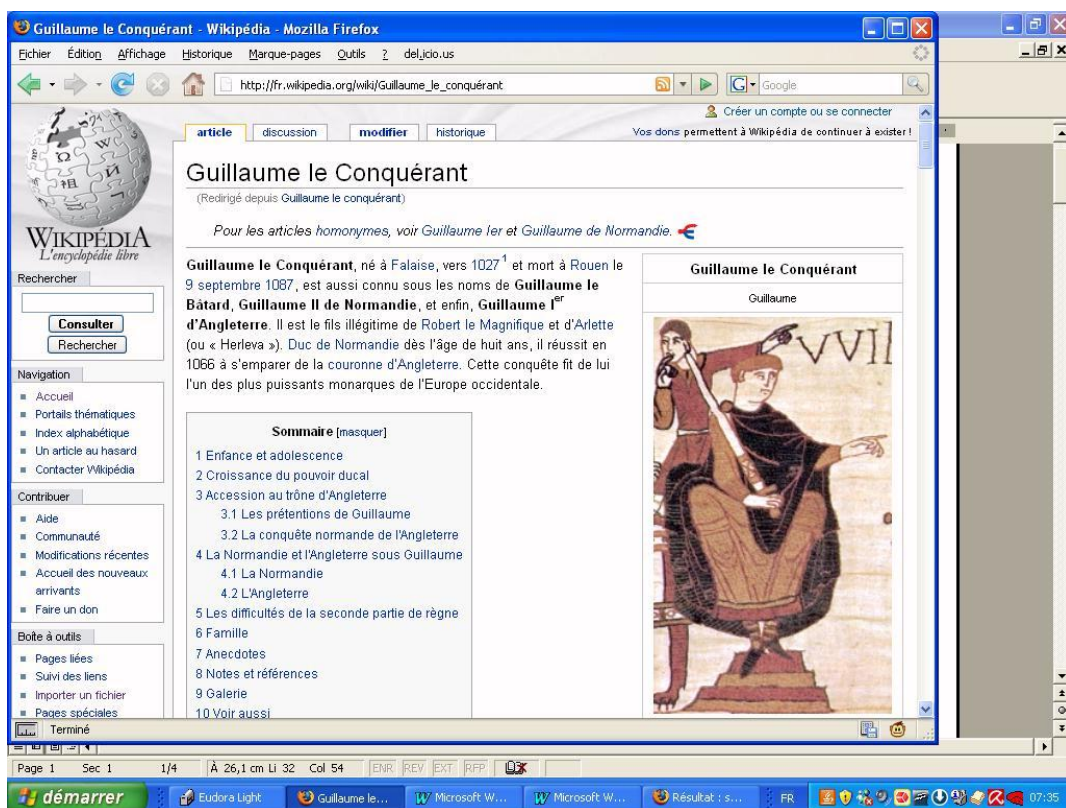 Guillaume le Conquérant - Wikipédia - Mozilla Firefox
Fichier Édition Affichage Historique Marque-pages Outils ? del.icio.us
http://fr.wikipedia.org/wiki/Guillaume_le_conquérant
G Google
Créer un compte ou se connecter
article discussion modifier historique
Vos dons permettent à Wikipédia de continuer à exister !
WIKIPÉDIA
L'encyclopédie libre
Rechercher
Consulter
Rechercher
Navigation
Accueil
Portails thématiques
Index alphabétique
Un article au hasard
Contacter Wikipédia
Contribuer
Aide
Communauté
Modifications récentes
Accueil des nouveaux
arrivants
Faire un don
Boîte à outils
Pages liées
Suivi des liens
Importer un fichier
Pages spéciales
Guillaume le Conquérant
(Redirigé depuis Guillaume le conquérant)
Pour les articles homonymes, voir Guillaume Ier et Guillaume de Normandie.
Guillaume le Conquérant, né à Falaise, vers 1027¹ et mort à Rouen le
9 septembre 1087, est aussi connu sous les noms de Guillaume le
Bâtard, Guillaume II de Normandie, et enfin, Guillaume Ier
d'Angleterre. Il est le fils illégitime de Robert le Magnifique et d'Arlette
(ou « Herleva »). Duc de Normandie dès l'âge de huit ans, il réussit en
1066 à s'emparer de la couronne d'Angleterre. Cette conquête fit de lui
l'un des plus puissants monarques de l'Europe occidentale.
Sommaire [masquer]
1 Enfance et adolescence
2 Croissance du pouvoir ducal
3 Accession au trône d'Angleterre
3.1 Les prétentions de Guillaume
3.2 La conquête normande de l'Angleterre
4 La Normandie et l'Angleterre sous Guillaume
4.1 La Normandie
4.2 L'Angleterre
5 Les difficultés de la seconde partie de règne
6 Famille
7 Anecdotes
8 Notes et références
9 Galerie
10 Voir aussi
Guillaume le Conquérant
Guillaume
VVIL
Terminé
Page 1 Sec 1 1/4 À 26,1 cm Li 32 Col 54 ENR REV EXT RFP
démarrer Eudora Light Guillaume le... Microsoft W... Microsoft W... Résultat : s... FR 07:35